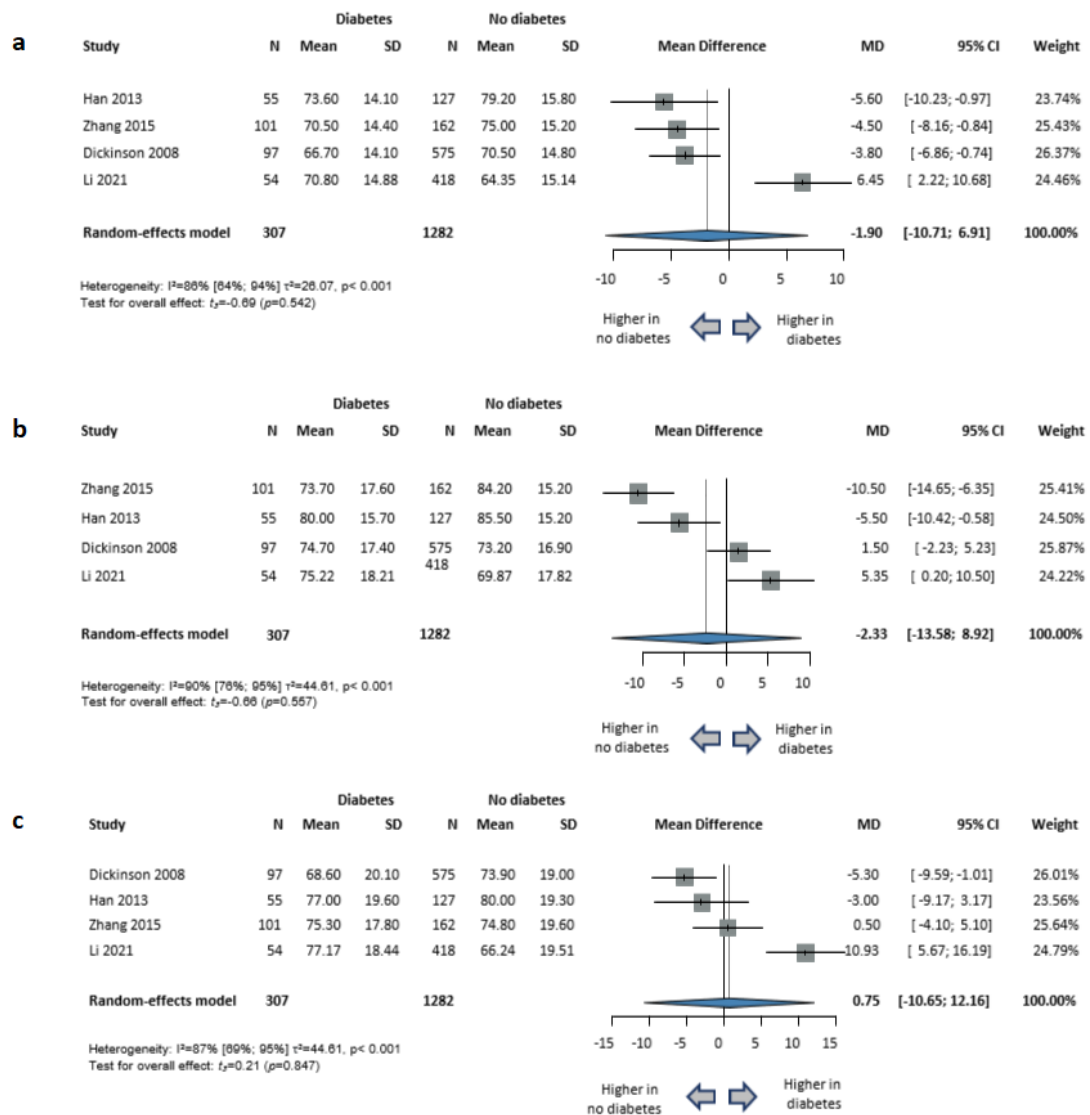 a
Diabetes No diabetes
Study N Mean SD N Mean SD Mean Difference MD 95% CI Weight
Han 2013 55 73.60 14.10 127 79.20 15.80 -5.60 [-10.23; -0.97] 23.74%
Zhang 2015 101 70.50 14.40 162 75.00 15.20 -4.50 [-8.16; -0.84] 25.43%
Dickinson 2008 97 66.70 14.10 575 70.50 14.80 -3.80 [-6.86; -0.74] 26.37%
Li 2021 54 70.80 14.88 418 64.35 15.14 6.45 [ 2.22; 10.68] 24.46%
Random-effects model 307 1282 -1.90 [-10.71; 6.91] 100.00%
-10 -5 0 5 10
Heterogeneity: I²=86% [64%; 94%] τ²=26.07, p< 0.001
Test for overall effect: t₃=-0.69 (p=0.542)
Higher in no diabetes Higher in diabetes
b
Diabetes No diabetes
Study N Mean SD N Mean SD Mean Difference MD 95% CI Weight
Zhang 2015 101 73.70 17.60 162 84.20 15.20 -10.50 [-14.65; -6.35] 25.41%
Han 2013 55 80.00 15.70 127 85.50 15.20 -5.50 [-10.42; -0.58] 24.50%
Dickinson 2008 97 74.70 17.40 575 73.20 16.90 1.50 [ -2.23; 5.23] 25.87%
Li 2021 54 75.22 18.21 418 69.87 17.82 5.35 [ 0.20; 10.50] 24.22%
Random-effects model 307 1282 -2.33 [-13.58; 8.92] 100.00%
-10 -5 0 5 10
Heterogeneity: I²=90% [76%; 95%] τ²=44.61, p< 0.001
Test for overall effect: t₃=-0.66 (p=0.557)
Higher in no diabetes Higher in diabetes
c
Diabetes No diabetes
Study N Mean SD N Mean SD Mean Difference MD 95% CI Weight
Dickinson 2008 97 68.60 20.10 575 73.90 19.00 -5.30 [-9.59; -1.01] 26.01%
Han 2013 55 77.00 19.60 127 80.00 19.30 -3.00 [-9.17; 3.17] 23.56%
Zhang 2015 101 75.30 17.80 162 74.80 19.60 0.50 [ -4.10; 5.10] 25.64%
Li 2021 54 77.17 18.44 418 66.24 19.51 10.93 [ 5.67; 16.19] 24.79%
Random-effects model 307 1282 0.75 [-10.65; 12.16] 100.00%
-15 -10 -5 0 5 10 15
Heterogeneity: I²=87% [69%; 95%] τ²=44.61, p< 0.001
Test for overall effect: t₃=0.21 (p=0.847)
Higher in no diabetes Higher in diabetes